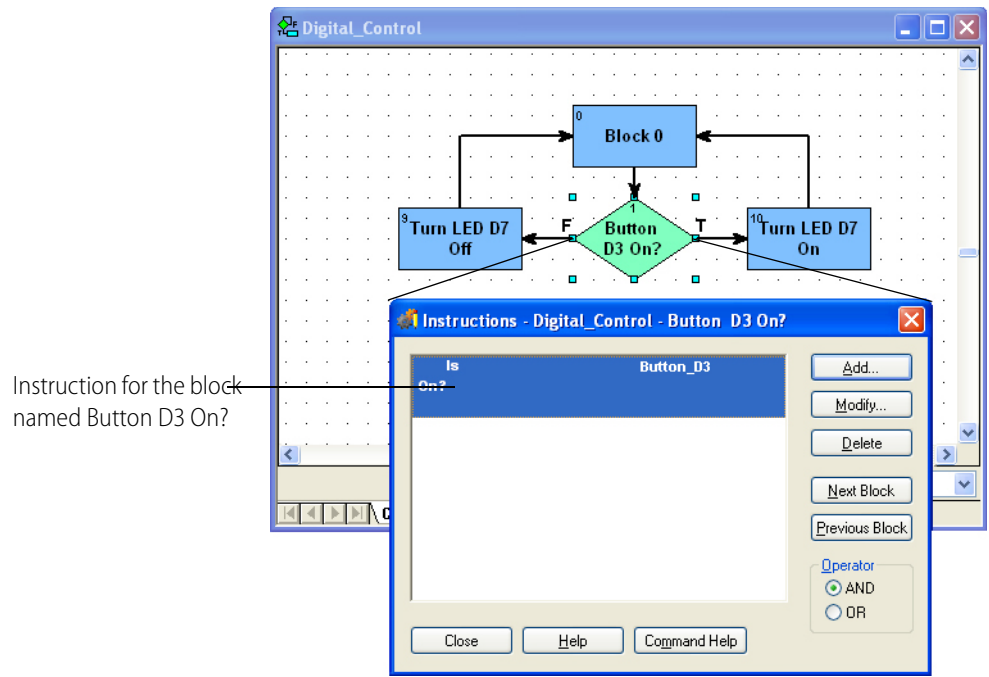 Digital_Control
0
Block 0
9
Turn LED D7
Off
F
1
Button
D3 On?
T
10
Turn LED D7
On
Instructions - Digital_Control - Button D3 On?
Is Button_D3
On?
Add...
Modify...
Delete
Next Block
Previous Block
Operator
AND
OR
Close
Help
Command Help
Instruction for the block
named Button D3 On?